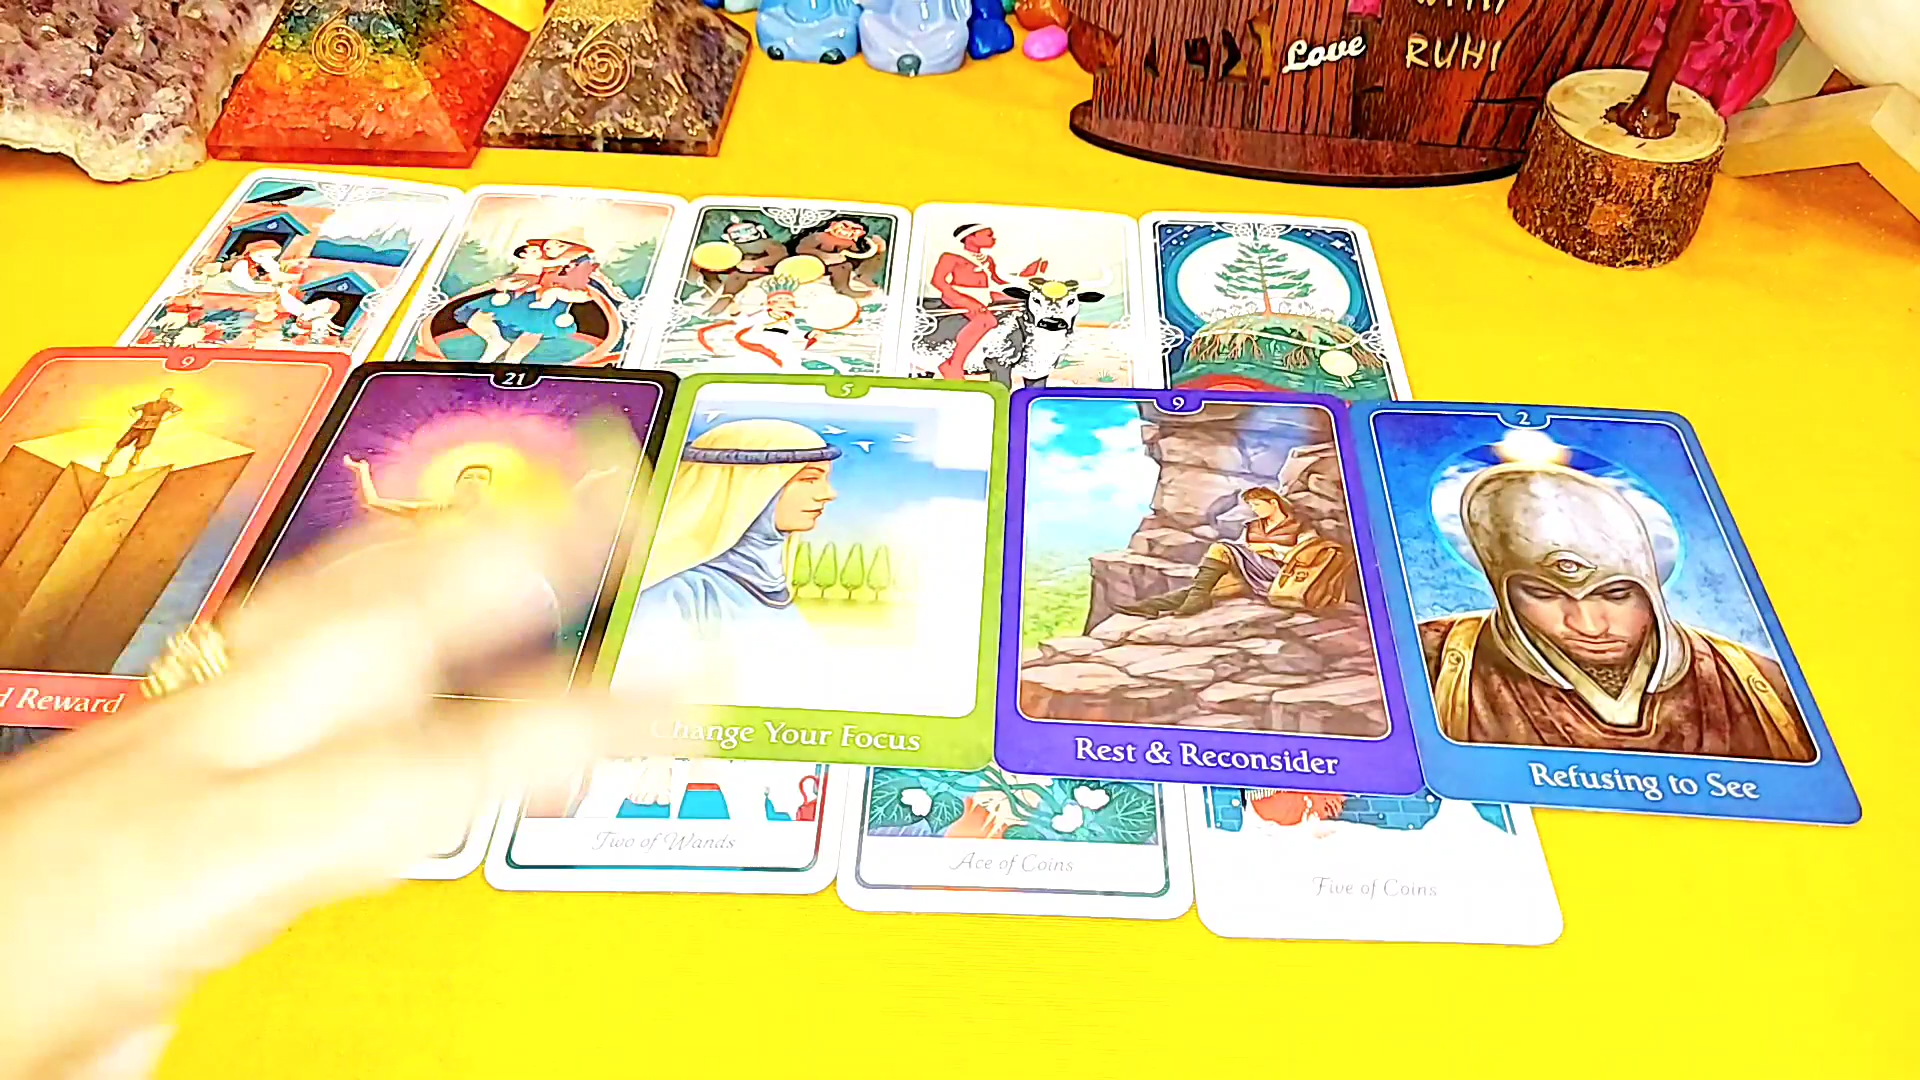 Love
RUHI
9
21
5
9
2
Reward
Change Your Focus
Rest & Reconsider
Refusing to See
Two of Wands
Ace of Coins
Five of Coins